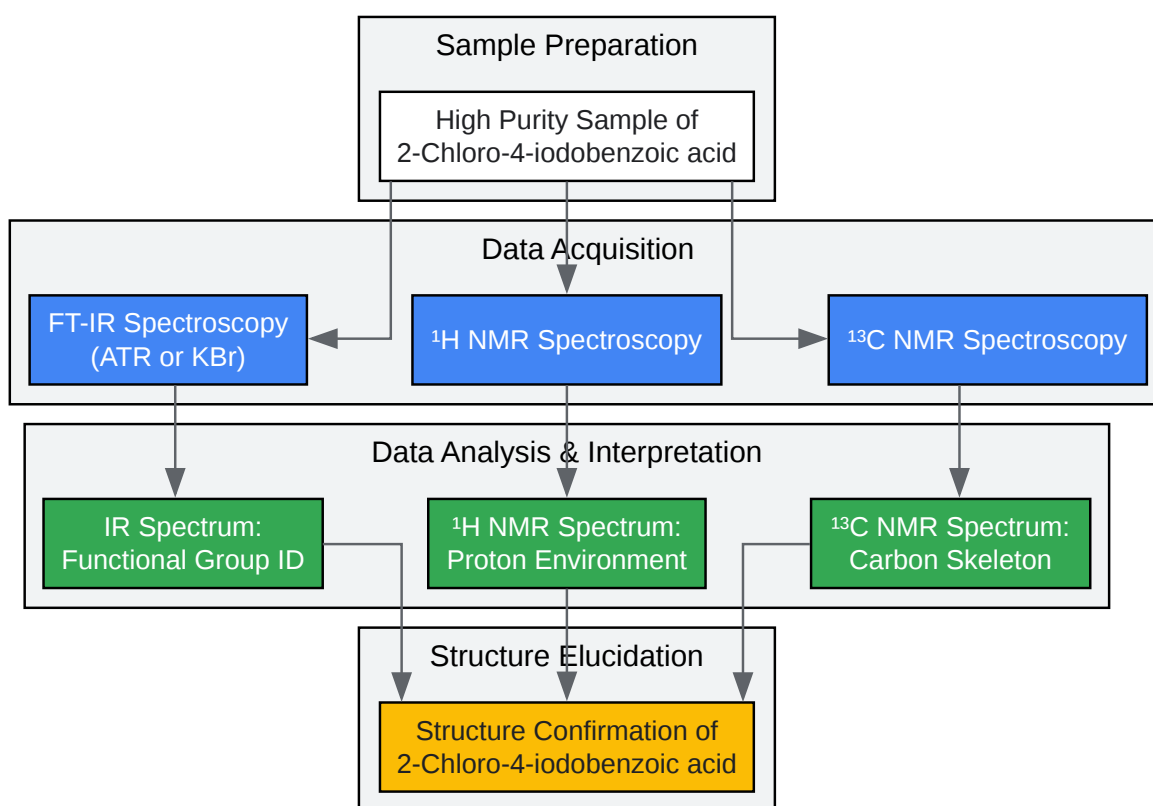 Sample Preparation
High Purity Sample of
2-Chloro-4-iodobenzoic acid
Data Acquisition
FT-IR Spectroscopy
(ATR or KBr)
¹H NMR Spectroscopy
¹³C NMR Spectroscopy
Data Analysis & Interpretation
IR Spectrum:
Functional Group ID
¹H NMR Spectrum:
Proton Environment
¹³C NMR Spectrum:
Carbon Skeleton
Structure Elucidation
Structure Confirmation of
2-Chloro-4-iodobenzoic acid